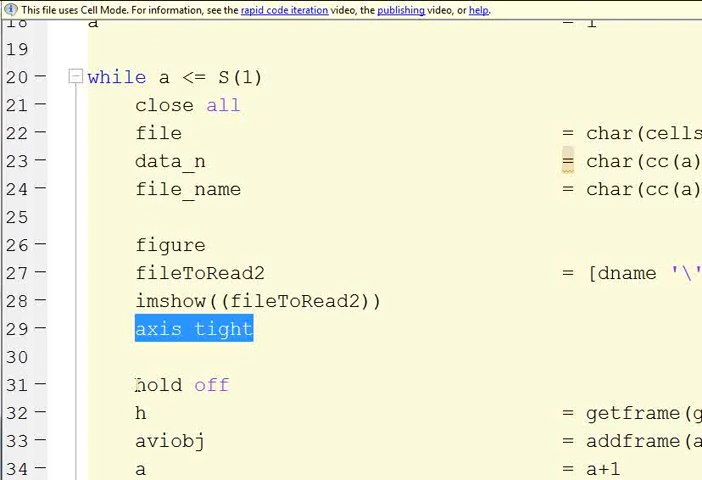 This file uses Cell Mode. For information, see the rapid code iteration video, the publishing video, or help.
18 — a = 1
19
20 — while a <= S(1)
21 — close all
22 — file = char(cells
23 — data_n = char(cc(a)
24 — file_name = char(cc(a)
25
26 — figure
27 — fileToRead2 = [dname '\'
28 — imshow((fileToRead2))
29 — axis tight
30
31 — hold off
32 — h = getframe(g
33 — aviobj = addframe(a
34 — a = a+1